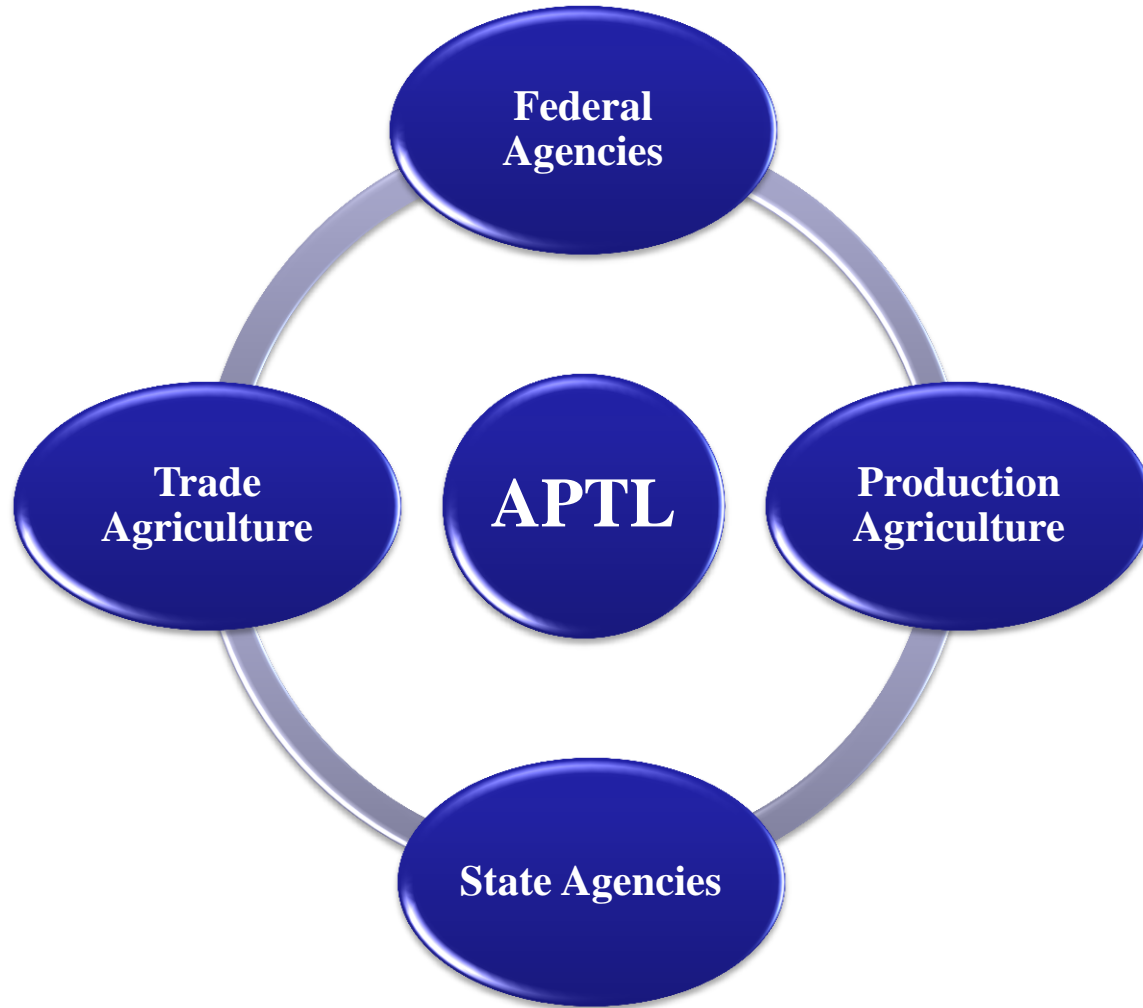 Federal
Agencies
Trade
Agriculture
APTL
Production
Agriculture
State Agencies